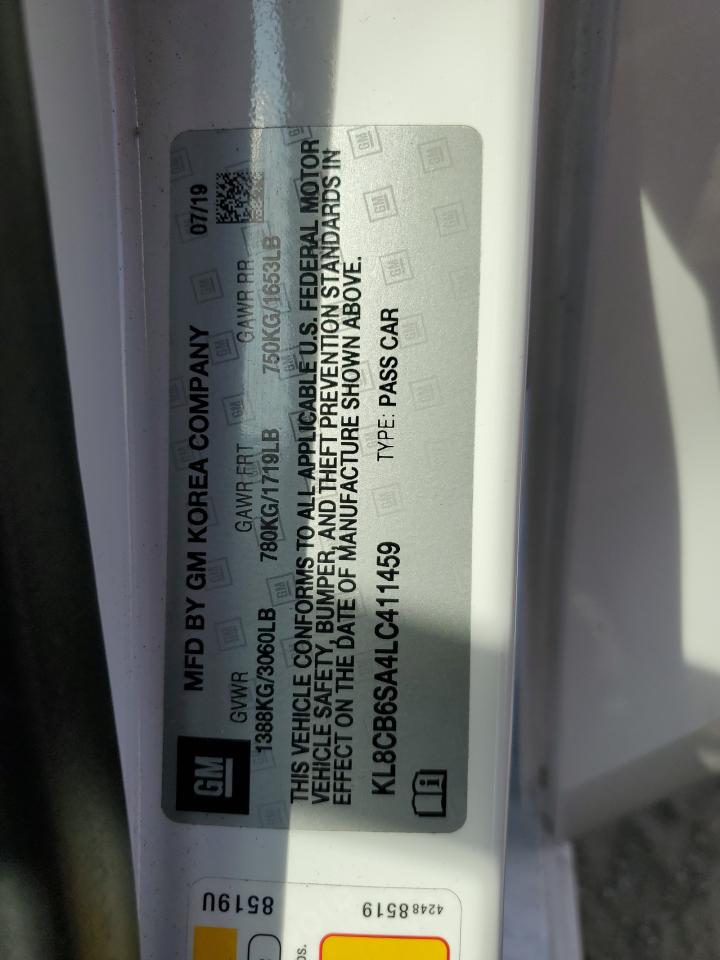 MFD BY GM KOREA COMPANY 07/19
GM
GVWR GAWR FRT GAWR RR
1388KG/3060LB 780KG/1719LB 750KG/1653LB
THIS VEHICLE CONFORMS TO ALL APPLICABLE U.S. FEDERAL MOTOR
VEHICLE SAFETY, BUMPER, AND THEFT PREVENTION STANDARDS IN
EFFECT ON THE DATE OF MANUFACTURE SHOWN ABOVE.
KL8CB6SA4LC411459 TYPE: PASS CAR
8519U
42488519